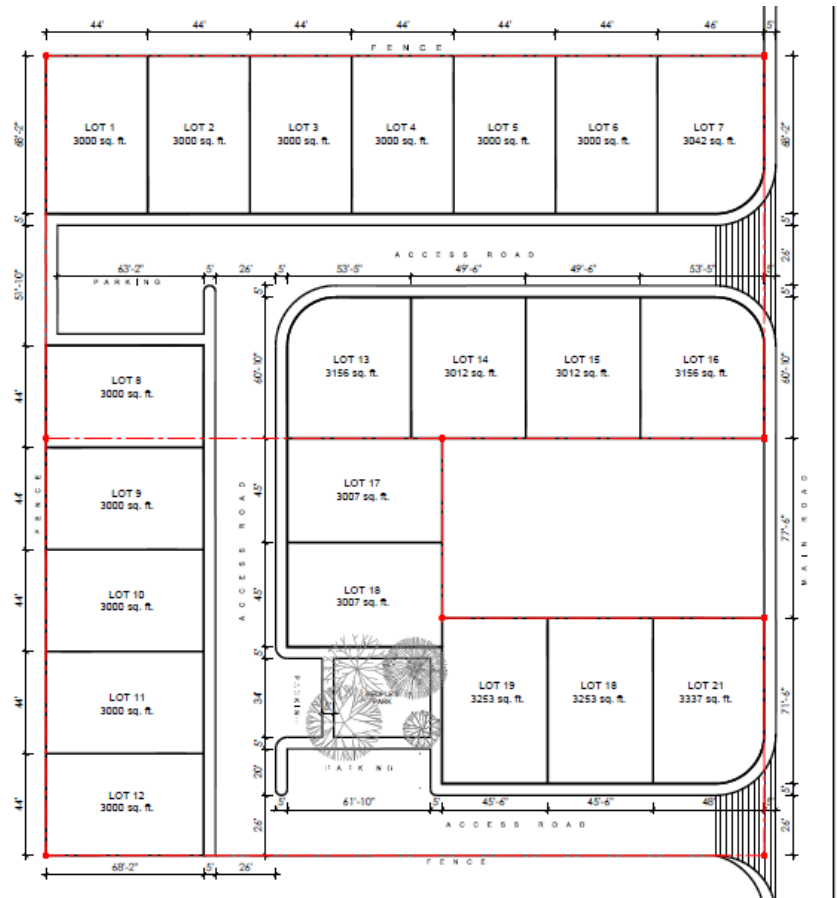 44' 44' 44' 44' 44' 44' 46' 5'
FENCE
68'-2"
LOT 1
3000 sq. ft.
LOT 2
3000 sq. ft.
LOT 3
3000 sq. ft.
LOT 4
3000 sq. ft.
LOT 5
3000 sq. ft.
LOT 6
3000 sq. ft.
LOT 7
3042 sq. ft.
68'-2"
5'
5'
ACCESS ROAD
26'
63'-2" 5' 26' 5' 53'-5" 49'-6" 49'-6" 53'-5" 5'
PARKING
51'-10"
5'
5'
LOT 13
3156 sq. ft.
LOT 14
3012 sq. ft.
LOT 15
3012 sq. ft.
LOT 16
3156 sq. ft.
60'-10"
60'-10"
44'
LOT 8
3000 sq. ft.
FENCE
44'
LOT 9
3000 sq. ft.
ACCESS ROAD
45'
LOT 17
3007 sq. ft.
77'-6"
MAIN ROAD
44'
LOT 10
3000 sq. ft.
45'
LOT 18
3007 sq. ft.
44'
LOT 11
3000 sq. ft.
5'
34'
PARKING
PARK
LOT 19
3253 sq. ft.
LOT 18
3253 sq. ft.
LOT 21
3337 sq. ft.
71'-6"
44'
LOT 12
3000 sq. ft.
5'
20'
PARKING
5'
5' 61'-10" 5' 45'-6" 45'-6" 48' 5'
26'
ACCESS ROAD
26'
FENCE
68'-2" 5' 26'